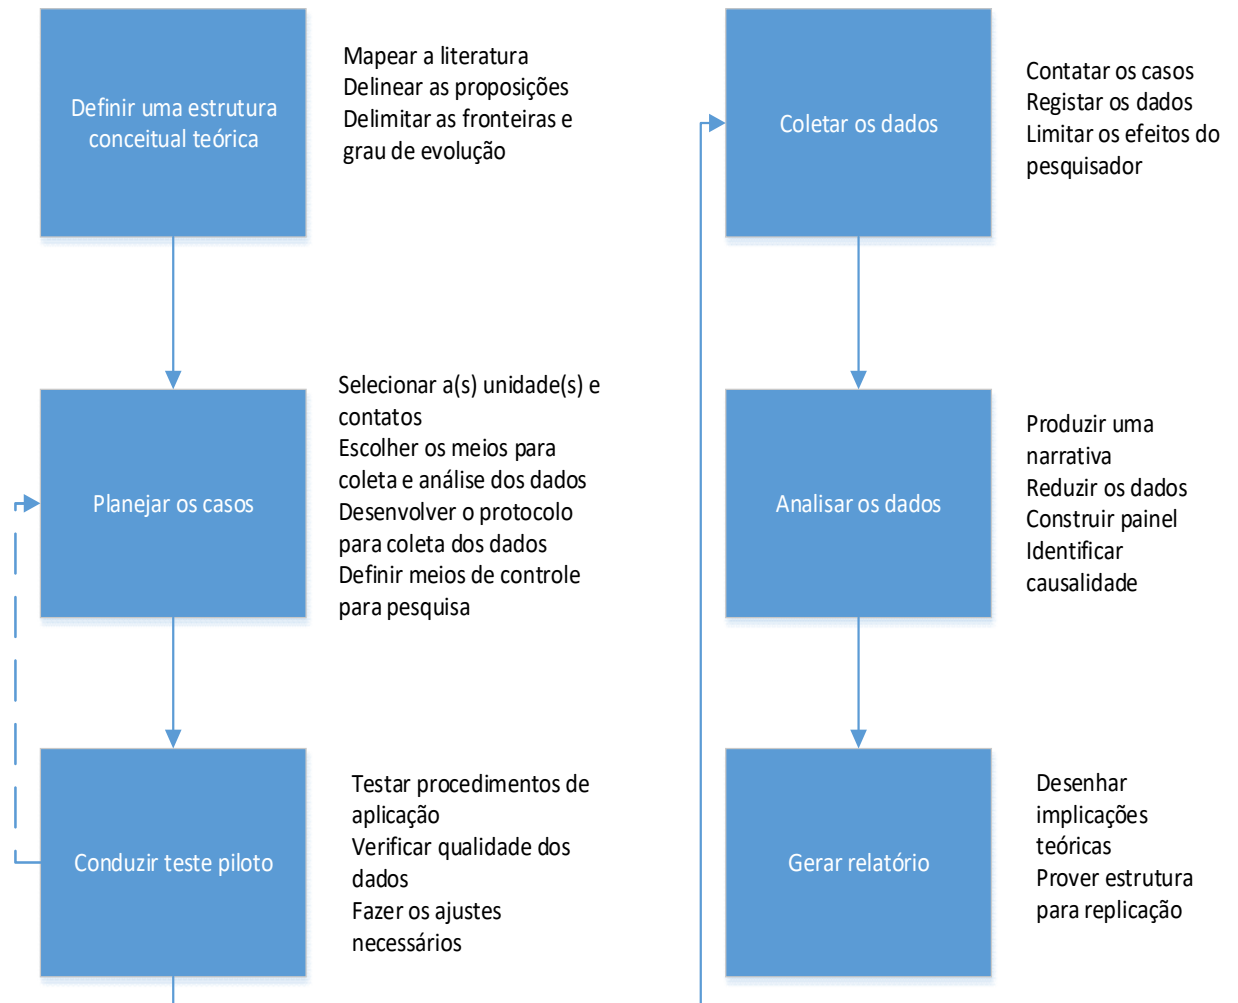 Definir uma estrutura
conceitual teórica
Mapear a literatura
Delinear as proposições
Delimitar as fronteiras e
grau de evolução
Planejar os casos
Selecionar a(s) unidade(s) e
contatos
Escolher os meios para
coleta e análise dos dados
Desenvolver o protocolo
para coleta dos dados
Definir meios de controle
para pesquisa
Conduzir teste piloto
Testar procedimentos de
aplicação
Verificar qualidade dos
dados
Fazer os ajustes
necessários
Coletar os dados
Contatar os casos
Registar os dados
Limitar os efeitos do
pesquisador
Analisar os dados
Produzir uma
narrativa
Reduzir os dados
Construir painel
Identificar
causalidade
Gerar relatório
Desenhar
implicações
teóricas
Prover estrutura
para replicação